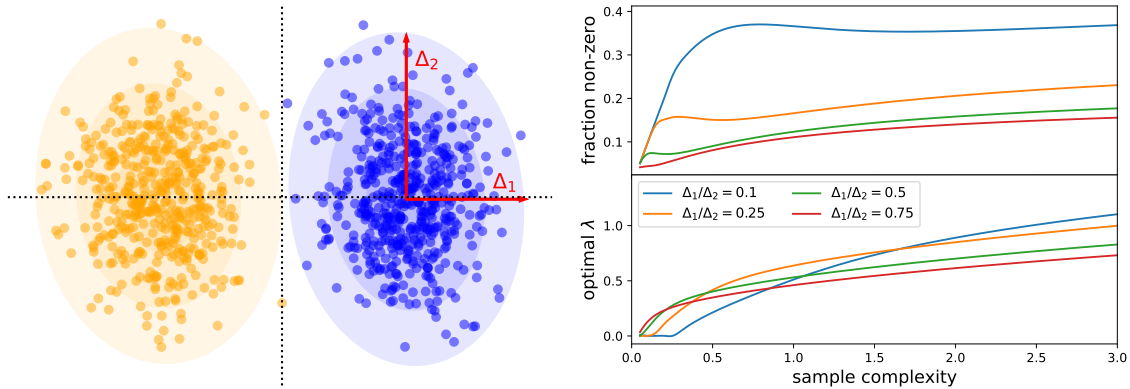 Δ₂
Δ₁
fraction non-zero
0.4
0.3
0.2
0.1
Δ₁/Δ₂ = 0.1
Δ₁/Δ₂ = 0.25
Δ₁/Δ₂ = 0.5
Δ₁/Δ₂ = 0.75
optimal λ
1.0
0.5
0.0
0.0
0.5
1.0
1.5
2.0
2.5
3.0
sample complexity